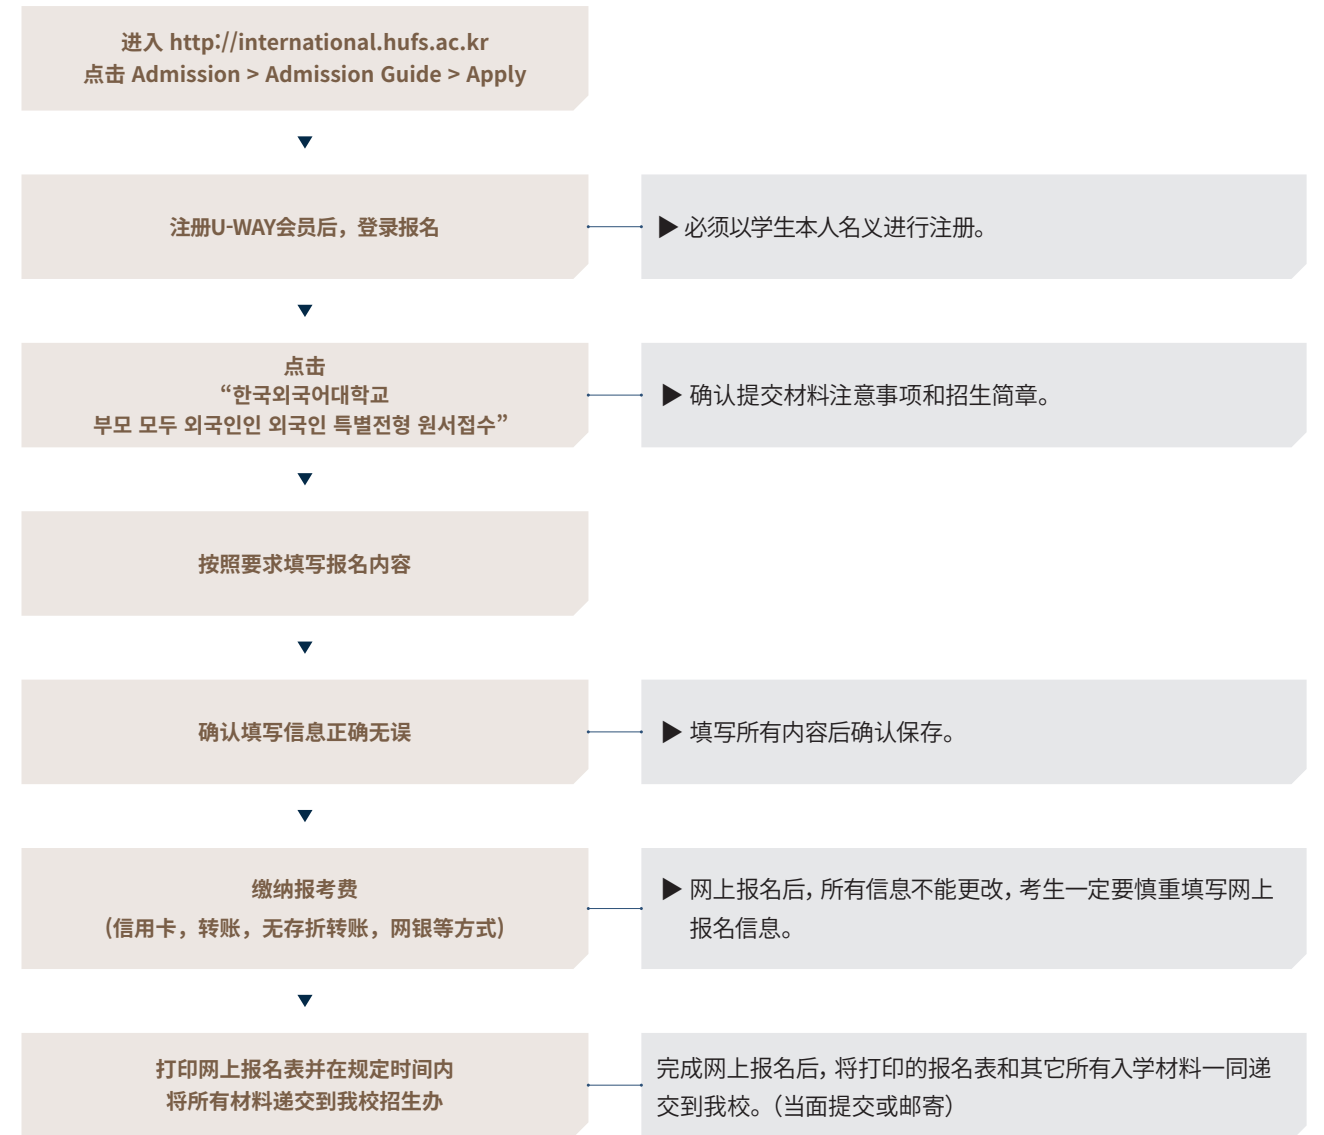 进入 http://international.hufs.ac.kr
点击 Admission > Admission Guide > Apply
▼
注册U-WAY会员后，登录报名
▶ 必须以学生本人名义进行注册。
▼
点击
“한국외국어대학교
부모 모두 외국인인 외국인 특별전형 원서접수”
▶ 确认提交材料注意事项和招生简章。
▼
按照要求填写报名内容
▼
确认填写信息正确无误
▶ 填写所有内容后确认保存。
▼
缴纳报考费
（信用卡，转账，无存折转账，网银等方式）
▶ 网上报名后，所有信息不能更改，考生一定要慎重填写网上
报名信息。
▼
打印网上报名表并在规定时间内
将所有材料递交到我校招生办
完成网上报名后，将打印的报名表和其它所有入学材料一同递
交到我校。（当面提交或邮寄）